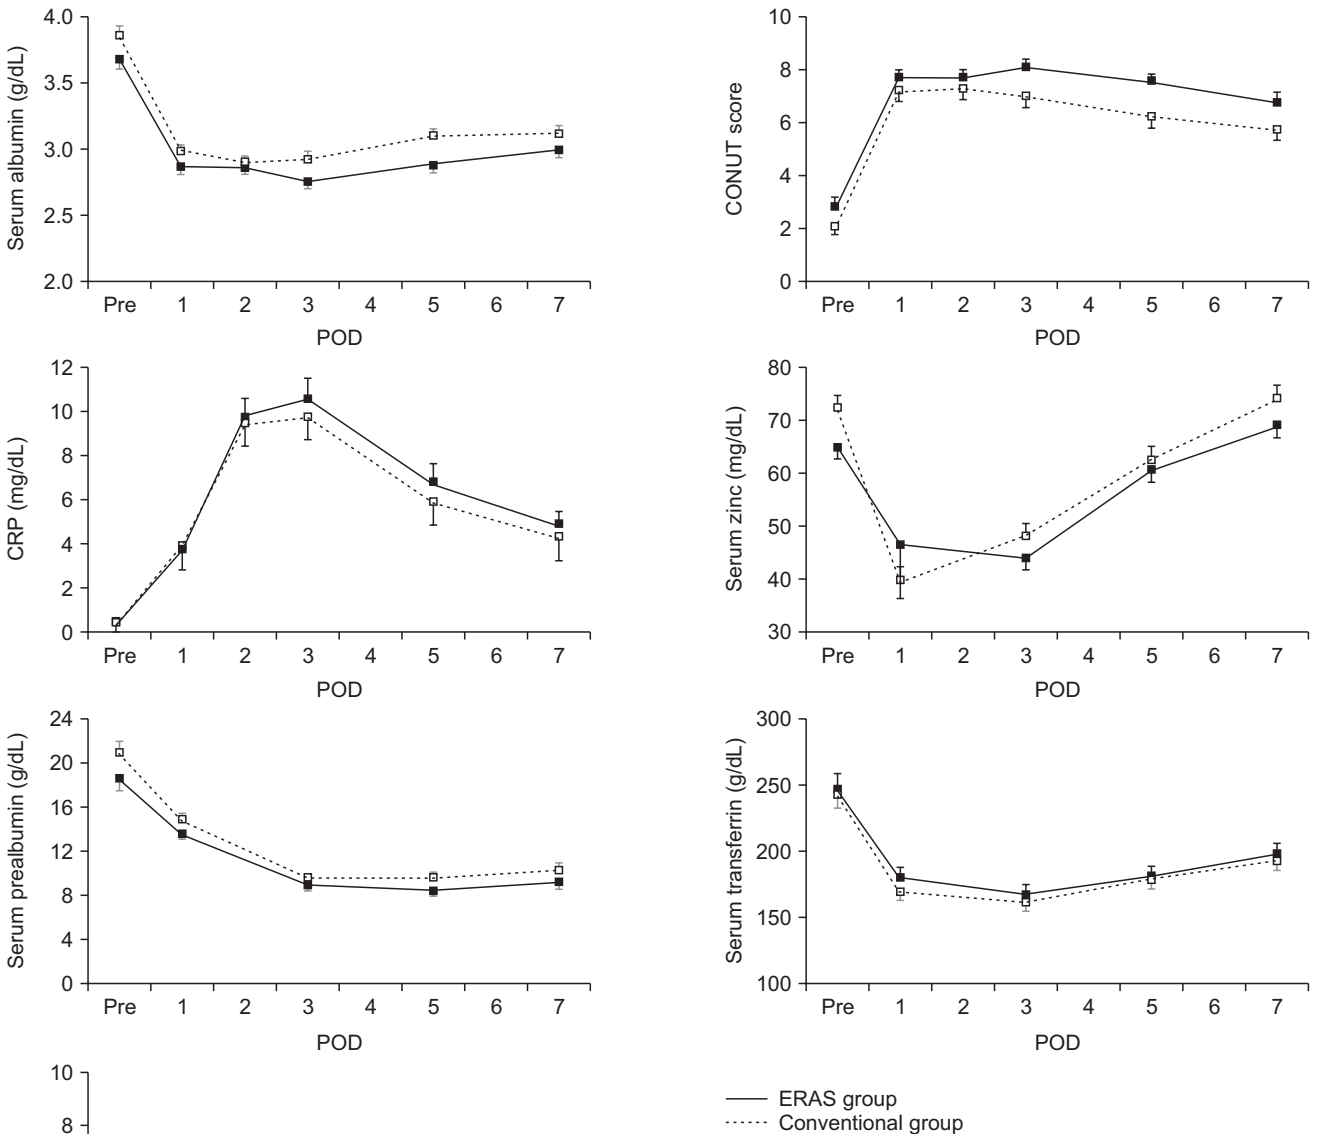 Serum albumin (g/dL)
4.0
3.5
3.0
2.5
2.0
Pre 1 2 3 4 5 6 7
POD
CONUT score
10
8
6
4
2
0
Pre 1 2 3 4 5 6 7
POD
CRP (mg/dL)
12
10
8
6
4
2
0
Pre 1 2 3 4 5 6 7
POD
Serum zinc (mg/dL)
80
70
60
50
40
30
Pre 1 2 3 4 5 6 7
POD
Serum prealbumin (g/dL)
24
20
16
12
8
4
0
Pre 1 2 3 4 5 6 7
POD
Serum transferrin (g/dL)
300
250
200
150
100
Pre 1 2 3 4 5 6 7
POD
10
8
ERAS group
Conventional group